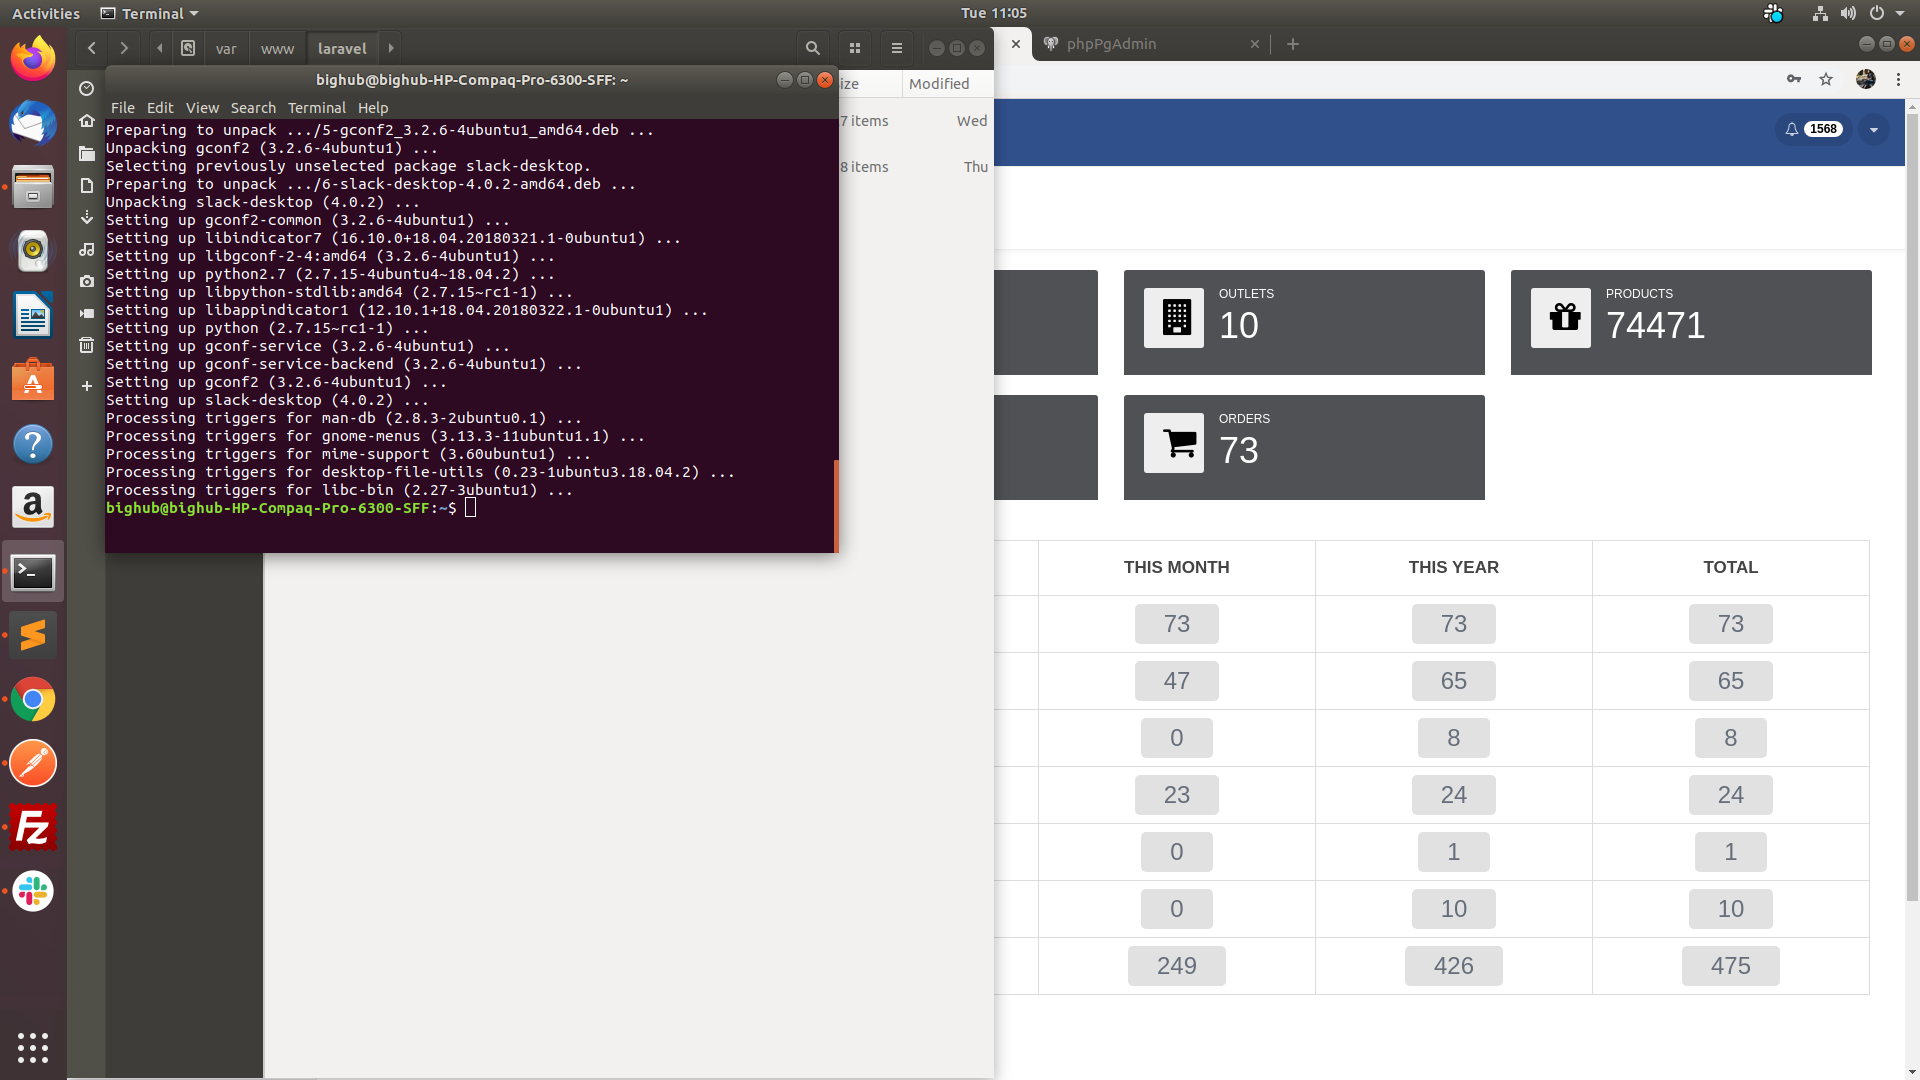 Activities
Terminal
Tue 11:05
var
www
laravel
phpPgAdmin
bighub@bighub-HP-Compaq-Pro-6300-SFF: ~
ize
Modified
File Edit View Search Terminal Help
7 items
Wed
8 items
Thu
Preparing to unpack .../5-gconf2_3.2.6-4ubuntu1_amd64.deb ...
Unpacking gconf2 (3.2.6-4ubuntu1) ...
Selecting previously unselected package slack-desktop.
Preparing to unpack .../6-slack-desktop-4.0.2-amd64.deb ...
Unpacking slack-desktop (4.0.2) ...
Setting up gconf2-common (3.2.6-4ubuntu1) ...
Setting up libindicator7 (16.10.0+18.04.20180321.1-0ubuntu1) ...
Setting up libgconf-2-4:amd64 (3.2.6-4ubuntu1) ...
Setting up python2.7 (2.7.15-4ubuntu4~18.04.2) ...
Setting up libpython-stdlib:amd64 (2.7.15~rc1-1) ...
Setting up libappindicator1 (12.10.1+18.04.20180322.1-0ubuntu1) ...
Setting up python (2.7.15~rc1-1) ...
Setting up gconf-service (3.2.6-4ubuntu1) ...
Setting up gconf-service-backend (3.2.6-4ubuntu1) ...
Setting up gconf2 (3.2.6-4ubuntu1) ...
Setting up slack-desktop (4.0.2) ...
Processing triggers for man-db (2.8.3-2ubuntu0.1) ...
Processing triggers for gnome-menus (3.13.3-11ubuntu1.1) ...
Processing triggers for mime-support (3.60ubuntu1) ...
Processing triggers for desktop-file-utils (0.23-1ubuntu3.18.04.2) ...
Processing triggers for libc-bin (2.27-3ubuntu1) ...
bighub@bighub-HP-Compaq-Pro-6300-SFF:~$
1568
OUTLETS
10
PRODUCTS
74471
ORDERS
73
THIS MONTH THIS YEAR TOTAL
73 73 73
47 65 65
0 8 8
23 24 24
0 1 1
0 10 10
249 426 475